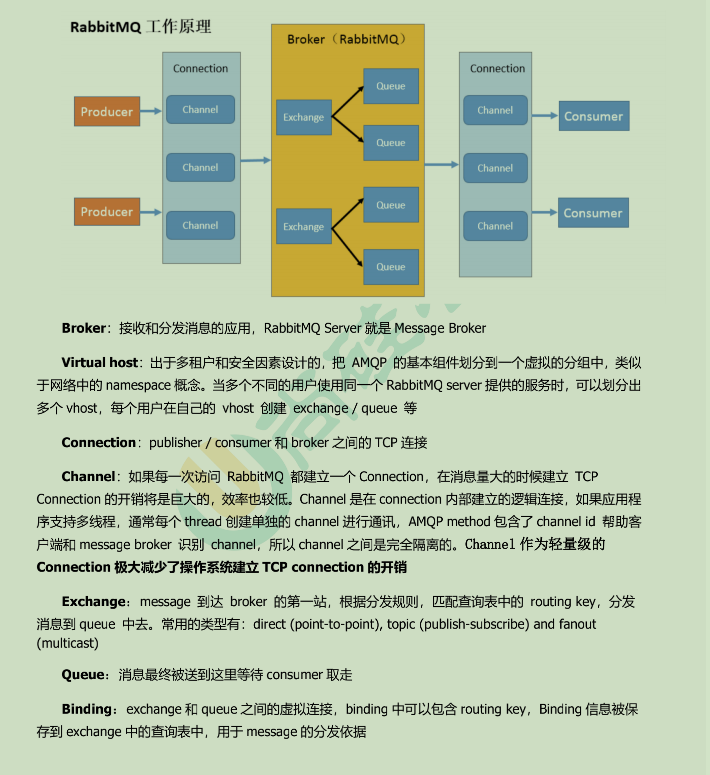 RabbitMQ 工作原理
Broker（RabbitMQ）
Connection
Connection
Queue
Producer
Channel
Exchange
Channel
Consumer
Queue
Channel
Channel
Queue
Producer
Channel
Exchange
Channel
Consumer
Queue
Broker：接收和分发消息的应用，RabbitMQ Server 就是 Message Broker
Virtual host：出于多租户和安全因素设计的，把 AMQP 的基本组件划分到一个虚拟的分组中，类似
于网络中的 namespace 概念。当多个不同的用户使用同一个 RabbitMQ server 提供的服务时，可以划分出
多个 vhost，每个用户在自己的 vhost 创建 exchange / queue 等
Connection：publisher / consumer 和 broker 之间的 TCP 连接
Channel：如果每一次访问 RabbitMQ 都建立一个 Connection，在消息量大的时候建立 TCP
Connection 的开销将是巨大的，效率也较低。Channel 是在 connection 内部建立的逻辑连接，如果应用程
序支持多线程，通常每个 thread 创建单独的 channel 进行通讯，AMQP method 包含了 channel id 帮助客
户端和 message broker 识别 channel，所以 channel 之间是完全隔离的。Channel 作为轻量级的
Connection 极大减少了操作系统建立 TCP connection 的开销
Exchange：message 到达 broker 的第一站，根据分发规则，匹配查询表中的 routing key，分发
消息到 queue 中去。常用的类型有：direct (point-to-point), topic (publish-subscribe) and fanout
(multicast)
Queue：消息最终被送到这里等待 consumer 取走
Binding：exchange 和 queue 之间的虚拟连接，binding 中可以包含 routing key，Binding 信息被保
存到 exchange 中的查询表中，用于 message 的分发依据